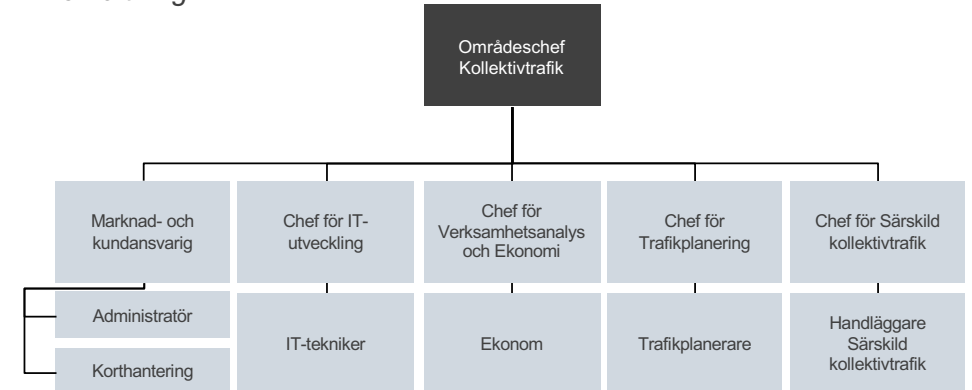 Områdeschef
Kollektivtrafik
Marknad- och
kundansvarig
Chef för IT-
utveckling
Chef för
Verksamhetsanalys
och Ekonomi
Chef för
Trafikplanering
Chef för Särskild
kollektivtrafik
Administratör
Korthantering
IT-tekniker
Ekonom
Trafikplanerare
Handläggare
Särskild
kollektivtrafik